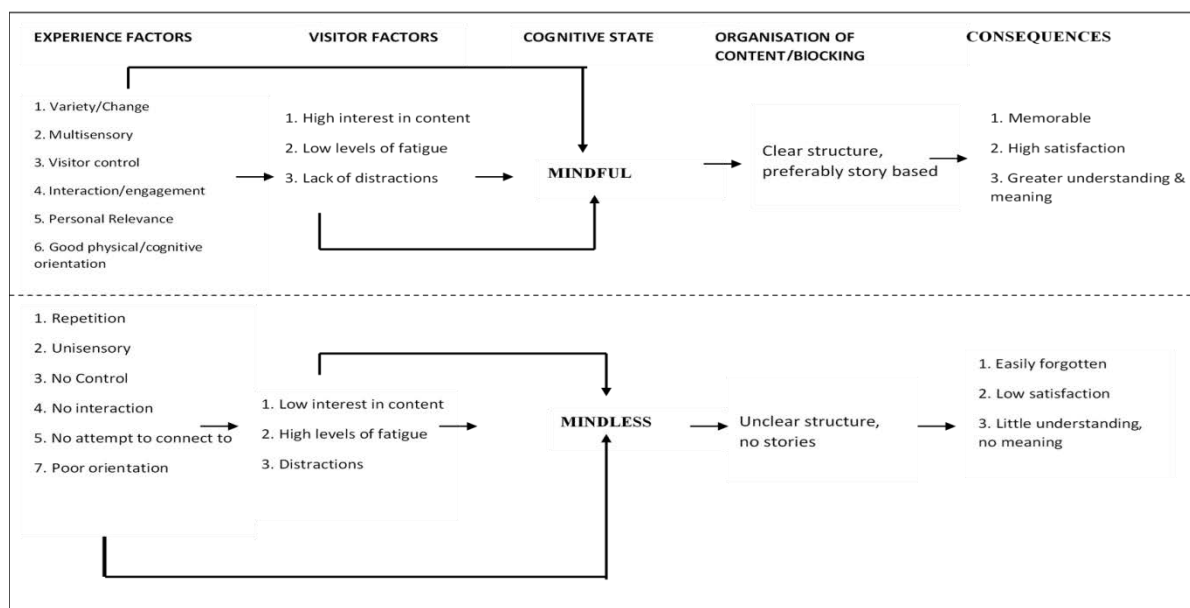 EXPERIENCE FACTORS
VISITOR FACTORS
COGNITIVE STATE
ORGANISATION OF
CONTENT/BlOCKING
CONSEQUENCES
1. Variety/Change
2. Multisensory
3. Visitor control
4. Interaction/engagement
5. Personal Relevance
6. Good physical/cognitive
orientation
1. High interest in content
2. Low levels of fatigue
3. Lack of distractions
MINDFUL
Clear structure,
preferably story based
1. Memorable
2. High satisfaction
3. Greater understanding &
meaning
1. Repetition
2. Unisensory
3. No Control
4. No interaction
5. No attempt to connect to
7. Poor orientation
1. Low interest in content
2. High levels of fatigue
3. Distractions
MINDLESS
Unclear structure,
no stories
1. Easily forgotten
2. Low satisfaction
3. Little understanding,
no meaning